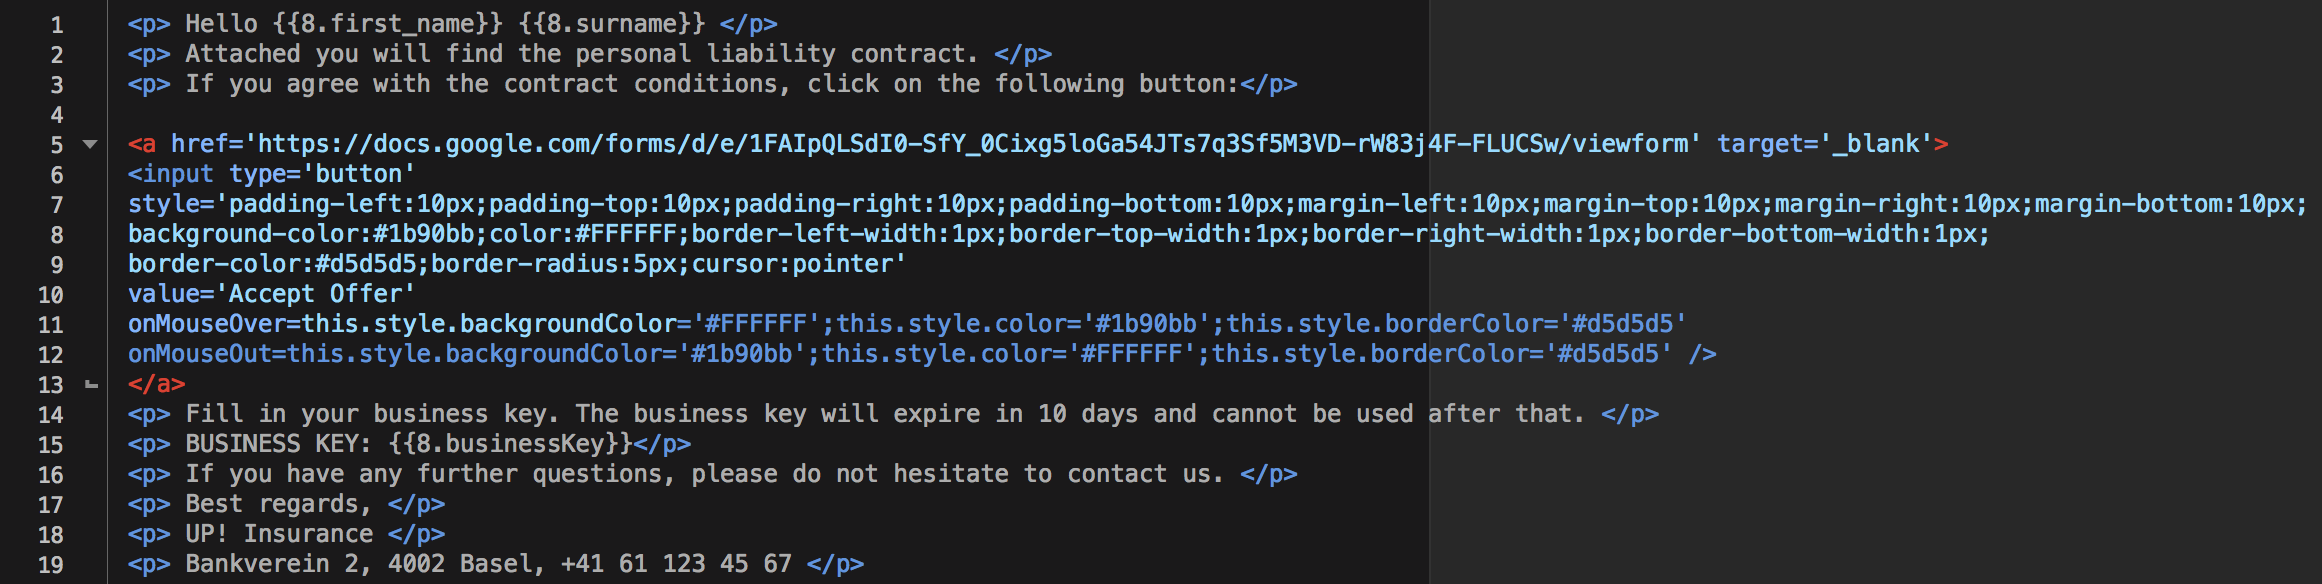 1 <p> Hello {{8.first_name}} {{8.surname}} </p>
2 <p> Attached you will find the personal liability contract. </p>
3 <p> If you agree with the contract conditions, click on the following button:</p>
4
5 <a href='https://docs.google.com/forms/d/e/1FAIpQLSdI0-SfY_0Cixg5loGa54JTs7q3Sf5M3VD-rW83j4F-FLUCSw/viewform' target='_blank'>
6 <input type='button'
7 style='padding-left:10px;padding-top:10px;padding-right:10px;padding-bottom:10px;margin-left:10px;margin-top:10px;margin-right:10px;margin-bottom:10px;
8 background-color:#1b90bb;color:#FFFFFF;border-left-width:1px;border-top-width:1px;border-right-width:1px;border-bottom-width:1px;
9 border-color:#d5d5d5;border-radius:5px;cursor:pointer'
10 value='Accept Offer'
11 onMouseOver=this.style.backgroundColor='#FFFFFF';this.style.color='#1b90bb';this.style.borderColor='#d5d5d5'
12 onMouseOut=this.style.backgroundColor='#1b90bb';this.style.color='#FFFFFF';this.style.borderColor='#d5d5d5' />
13 </a>
14 <p> Fill in your business key. The business key will expire in 10 days and cannot be used after that. </p>
15 <p> BUSINESS KEY: {{8.businessKey}}</p>
16 <p> If you have any further questions, please do not hesitate to contact us. </p>
17 <p> Best regards, </p>
18 <p> UP! Insurance </p>
19 <p> Bankverein 2, 4002 Basel, +41 61 123 45 67 </p>